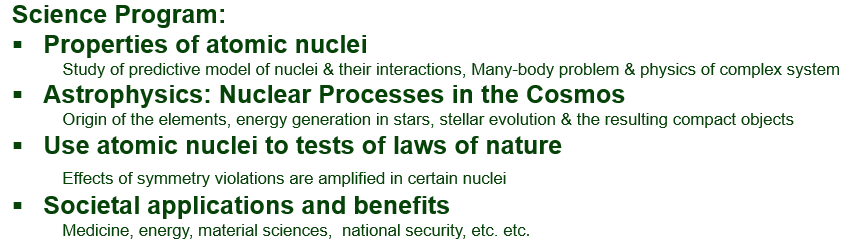 Science Program:
▪ Properties of atomic nuclei
Study of predictive model of nuclei & their interactions, Many-body problem & physics of complex system
▪ Astrophysics: Nuclear Processes in the Cosmos
Origin of the elements, energy generation in stars, stellar evolution & the resulting compact objects
▪ Use atomic nuclei to tests of laws of nature
Effects of symmetry violations are amplified in certain nuclei
▪ Societal applications and benefits
Medicine, energy, material sciences, national security, etc. etc.